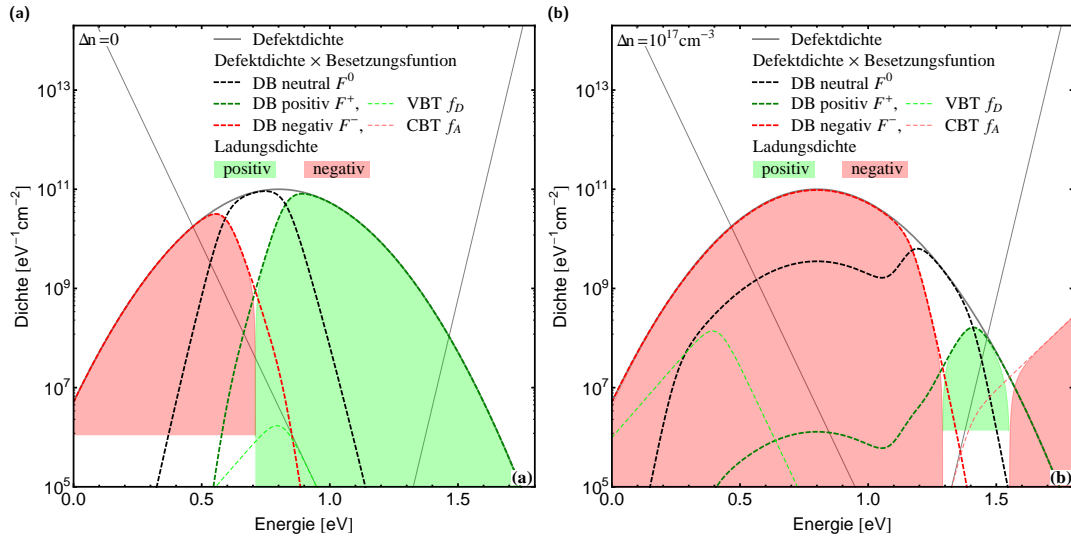 (a)
Δn=0
Defektdichte
Defektdichte × Besetzungsfuntion
DB neutral F⁰
DB positiv F⁺, VBT f_D
DB negativ F⁻, CBT f_A
Ladungsdichte
positiv negativ
10¹³
10¹¹
10⁹
10⁷
10⁵
Dichte [eV⁻¹cm⁻²]
0.0 0.5 1.0 1.5
Energie [eV]
(a)
(b)
Δn=10¹⁷cm⁻³
Defektdichte
Defektdichte × Besetzungsfuntion
DB neutral F⁰
DB positiv F⁺, VBT f_D
DB negativ F⁻, CBT f_A
Ladungsdichte
positiv negativ
10¹³
10¹¹
10⁹
10⁷
10⁵
Dichte [eV⁻¹cm⁻²]
0.0 0.5 1.0 1.5
Energie [eV]
(b)